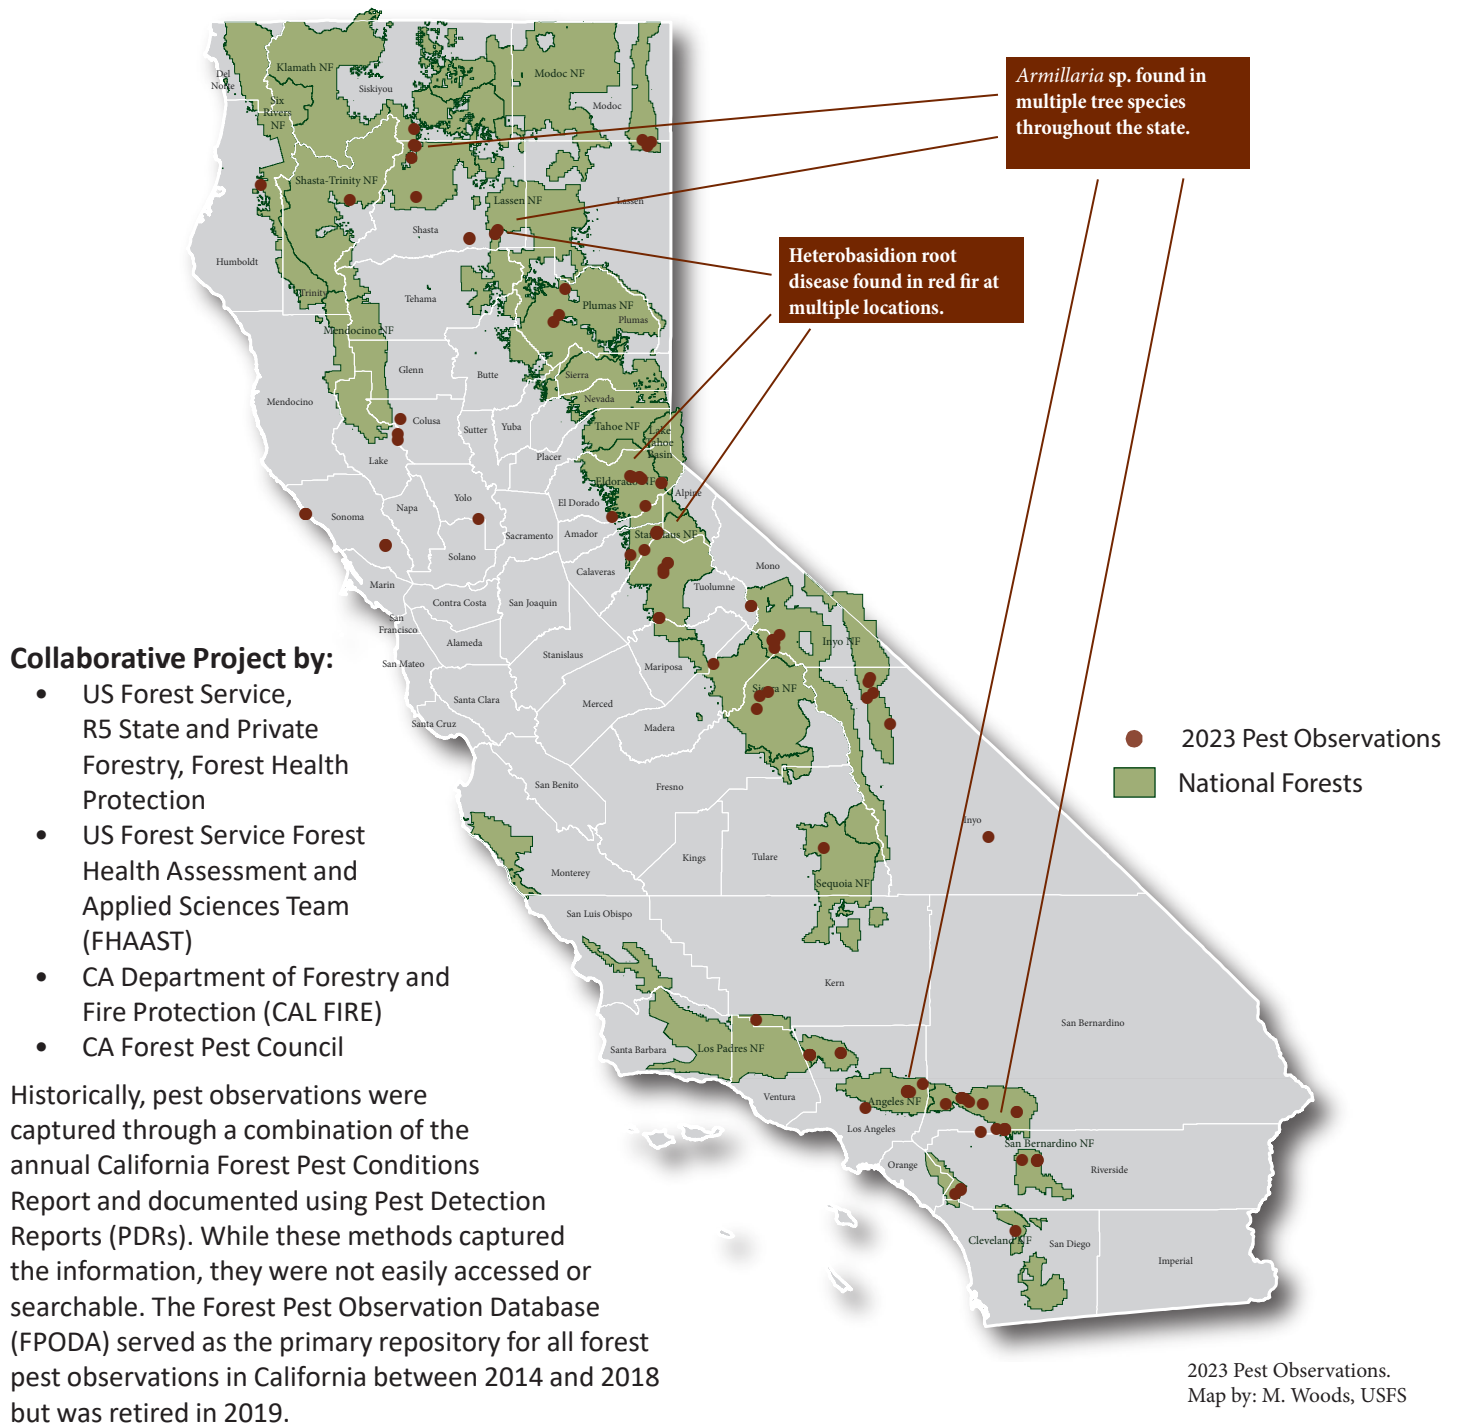 Del
Norte
Klamath NF
Siskiyou
Modoc NF
Modoc
Six
Rivers
NF
Shasta-Trinity NF
Lassen NF
Lassen
Shasta
Humboldt
Trinity
Tehama
Plumas NF
Plumas
Mendocino NF
Glenn
Butte
Sierra
Nevada
Mendocino
Colusa
Sutter
Yuba
Tahoe NF
Lake
Tahoe
Basin
Placer
Lake
Eldorado NF
Alpine
Yolo
El Dorado
Napa
Sonoma
Sacramento
Amador
Stanislaus NF
Solano
Calaveras
Mono
Marin
Tuolumne
Contra Costa
San Joaquin
San
Francisco
Alameda
Inyo NF
Stanislaus
San Mateo
Mariposa
Sierra NF
Santa Clara
Merced
Santa Cruz
Madera
San Benito
Fresno
Inyo
Kings
Tulare
Monterey
Sequoia NF
San Luis Obispo
Kern
San Bernardino
Santa Barbara
Los Padres NF
Ventura
Angeles NF
Los Angeles
San Bernardino NF
Orange
Riverside
Cleveland NF
San Diego
Imperial
Armillaria sp. found in
multiple tree species
throughout the state.
Heterobasidion root
disease found in red fir at
multiple locations.
2023 Pest Observations
National Forests
Collaborative Project by:
• US Forest Service,
R5 State and Private
Forestry, Forest Health
Protection
• US Forest Service Forest
Health Assessment and
Applied Sciences Team
(FHAAST)
• CA Department of Forestry and
Fire Protection (CAL FIRE)
• CA Forest Pest Council
Historically, pest observations were
captured through a combination of the
annual California Forest Pest Conditions
Report and documented using Pest Detection
Reports (PDRs). While these methods captured
the information, they were not easily accessed or
searchable. The Forest Pest Observation Database
(FPODA) served as the primary repository for all forest
pest observations in California between 2014 and 2018
but was retired in 2019.
2023 Pest Observations.
Map by: M. Woods, USFS